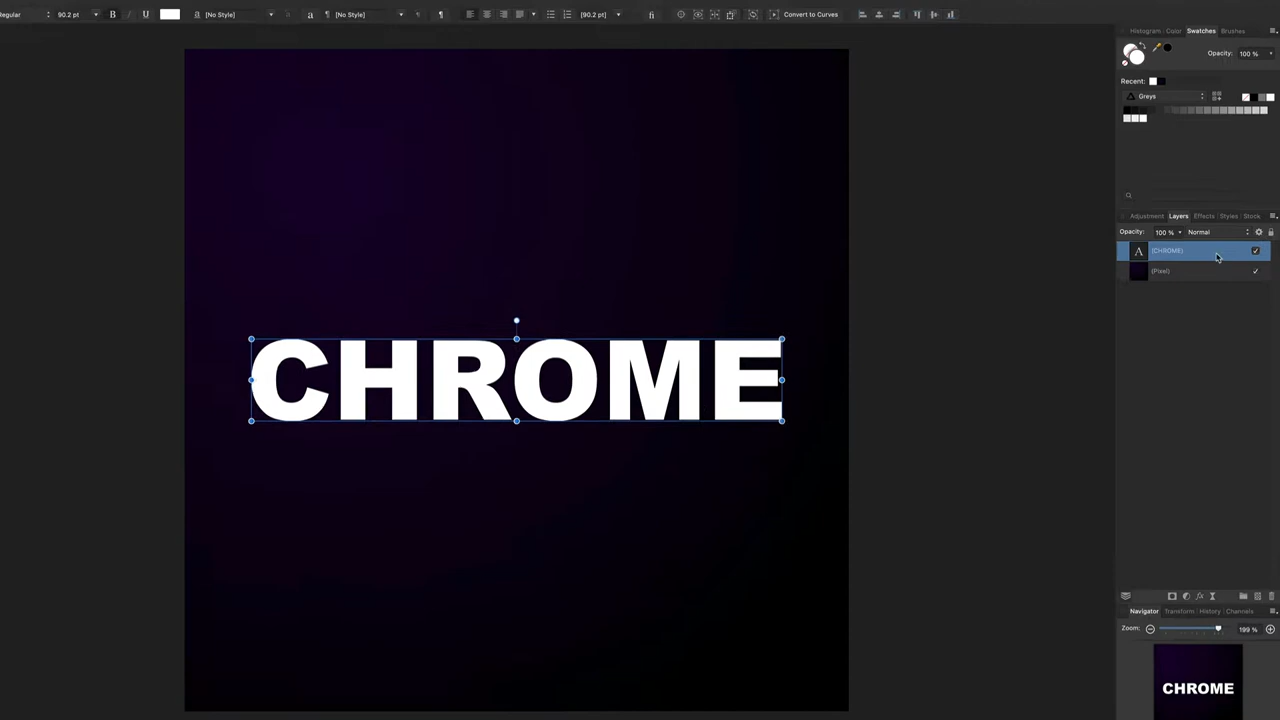 Regular 90.2 pt B I U a [No Style] a ¶ [No Style] ¶ [90.2 pt] fi Convert to Curves
Histogram Color Swatches Brushes
Opacity: 100 %
Recent:
Greys
Adjustment Layers Effects Styles Stock
Opacity: 100 % Normal
A (CHROME)
(Pixel)
CHROME
fx
Navigator Transform History Channels
Zoom: 199 %
CHROME